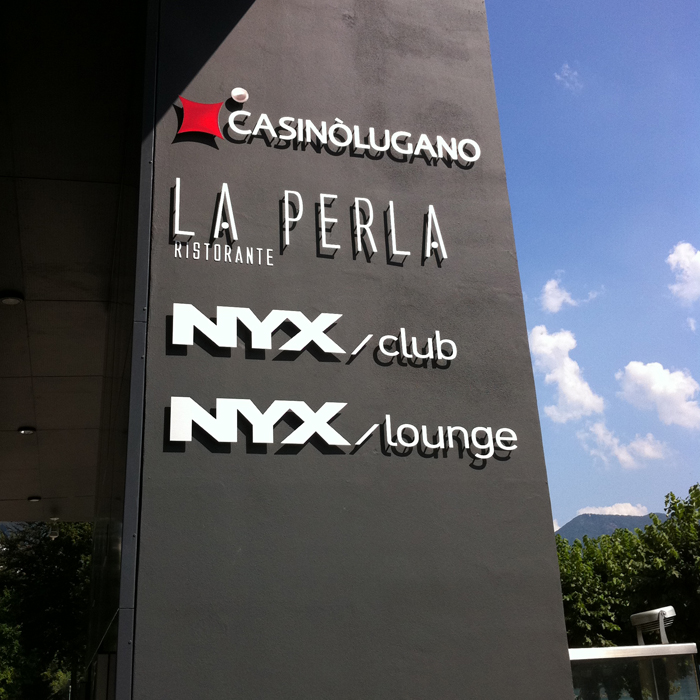 CASINÒLUGANO
LA PERLA
RISTORANTE
NYX/club
NYX/lounge